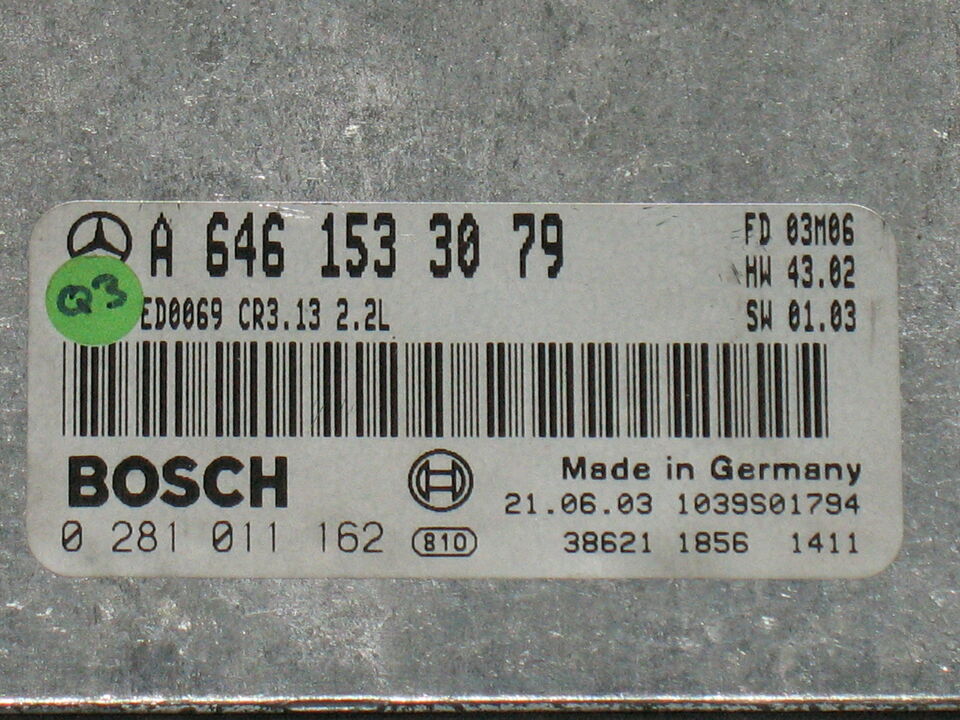 A 646 153 30 79
FD 03M06
HW 43.02
Q3
ED0069 CR3.13 2.2L
SW 01.03
BOSCH
Made in Germany
21.06.03 1039S01794
0 281 011 162 810
38621 1856 1411